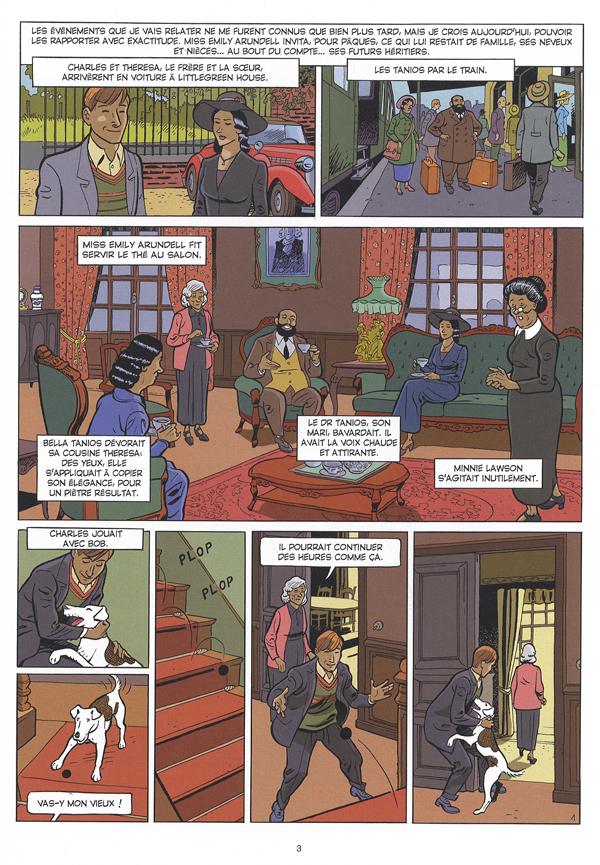 LES ÉVÉNEMENTS QUE JE VAIS RELATER NE ME FURENT CONNUS QUE BIEN PLUS TARD, MAIS JE CROIS AUJOURD'HUI, POUVOIR
LES RAPPORTER AVEC EXACTITUDE. MISS EMILY ARUNDELL INVITA, POUR PÂQUES, CE QUI LUI RESTAIT DE FAMILLE, SES NEVEUX
ET NIÈCES... AU BOUT DU COMPTE... SES FUTURS HÉRITIERS.
CHARLES ET THERESA, LE FRÈRE ET LA SŒUR,
ARRIVÈRENT EN VOITURE À LITTLEGREEN HOUSE.
LES TANIOS PAR LE TRAIN.
MISS EMILY ARUNDELL FIT
SERVIR LE THÉ AU SALON.
BELLA TANIOS DÉVORAIT
SA COUSINE THERESA
DES YEUX; ELLE
S'APPLIQUAIT À COPIER
SON ÉLÉGANCE; POUR
UN PIÈTRE RÉSULTAT.
LE DR TANIOS, SON
MARI, BAVARDAIT. IL
AVAIT LA VOIX CHAUDE
ET ATTIRANTE.
MINNIE LAWSON
S'AGITAIT INUTILEMENT.
CHARLES JOUAIT
AVEC BOB.
VAS-Y MON VIEUX !
PLOP
PLOP
IL POURRAIT CONTINUER
DES HEURES COMME ÇA.
1
3